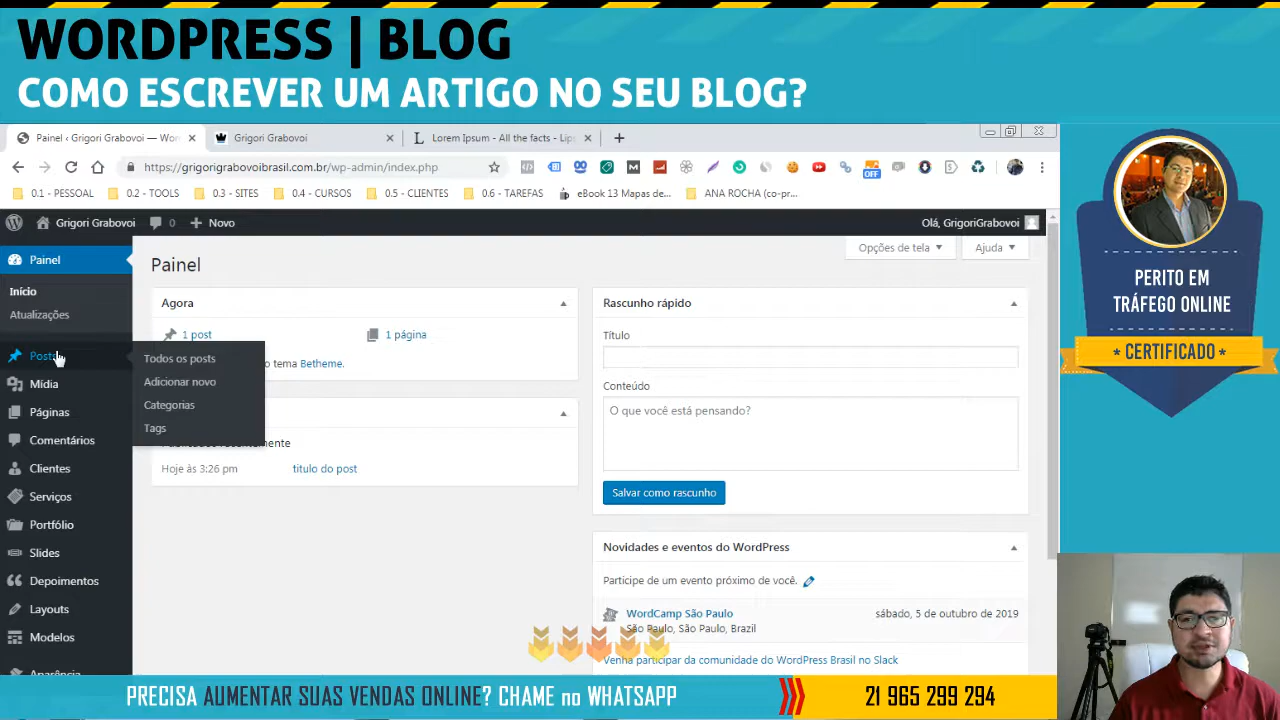 WORDPRESS | BLOG
COMO ESCREVER UM ARTIGO NO SEU BLOG?
Painel ‹ Grigori Grabovoi — Wor
Grigori Grabovoi
Lorem Ipsum - All the facts - Lips
https://grigorigrabovoibrasil.com.br/wp-admin/index.php
OFF
0.1 - PESSOAL
0.2 - TOOLS
0.3 - SITES
0.4 - CURSOS
0.5 - CLIENTES
0.6 - TAREFAS
eBook 13 Mapas de...
ANA ROCHA (co-pr...
Grigori Grabovoi
0
Novo
Olá, GrigoriGrabovoi
Opções de tela
Ajuda
Painel
Início
Atualizações
Posts
Mídia
Páginas
Comentários
Clientes
Serviços
Portfólio
Slides
Depoimentos
Layouts
Modelos
Aparência
Todos os posts
Adicionar novo
Categorias
Tags
Painel
Agora
1 post
1 página
o tema Betheme.
Publicado recentemente
Hoje às 3:26 pm
titulo do post
Rascunho rápido
Título
Conteúdo
O que você está pensando?
Salvar como rascunho
Novidades e eventos do WordPress
Participe de um evento próximo de você.
WordCamp São Paulo
sábado, 5 de outubro de 2019
São Paulo, São Paulo, Brazil
Venha participar da comunidade do WordPress Brasil no Slack
PERITO EM
TRÁFEGO ONLINE
* CERTIFICADO *
PRECISA AUMENTAR SUAS VENDAS ONLINE? CHAME no WHATSAPP
21 965 299 294